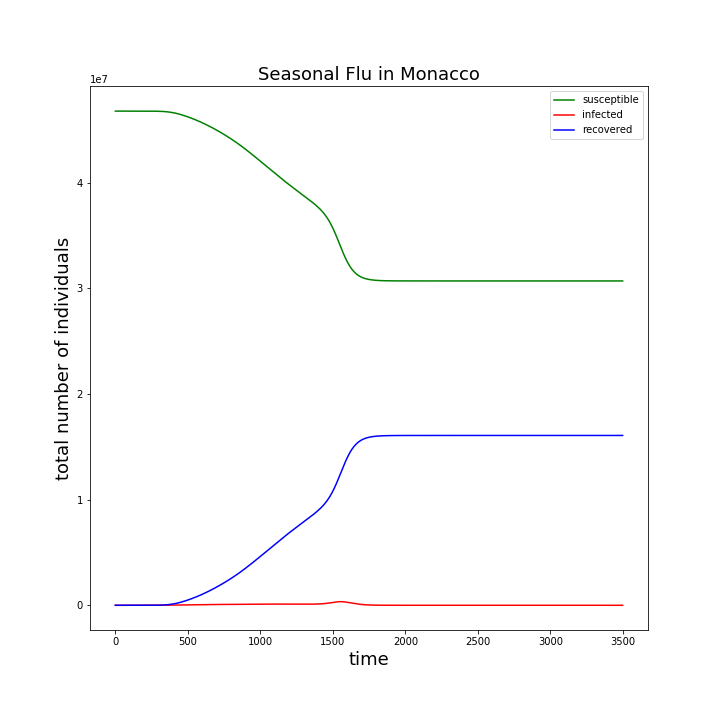 Seasonal Flu in Monacco
1e7
susceptible
infected
recovered
total number of individuals
4
3
2
1
0
0 500 1000 1500 2000 2500 3000 3500
time